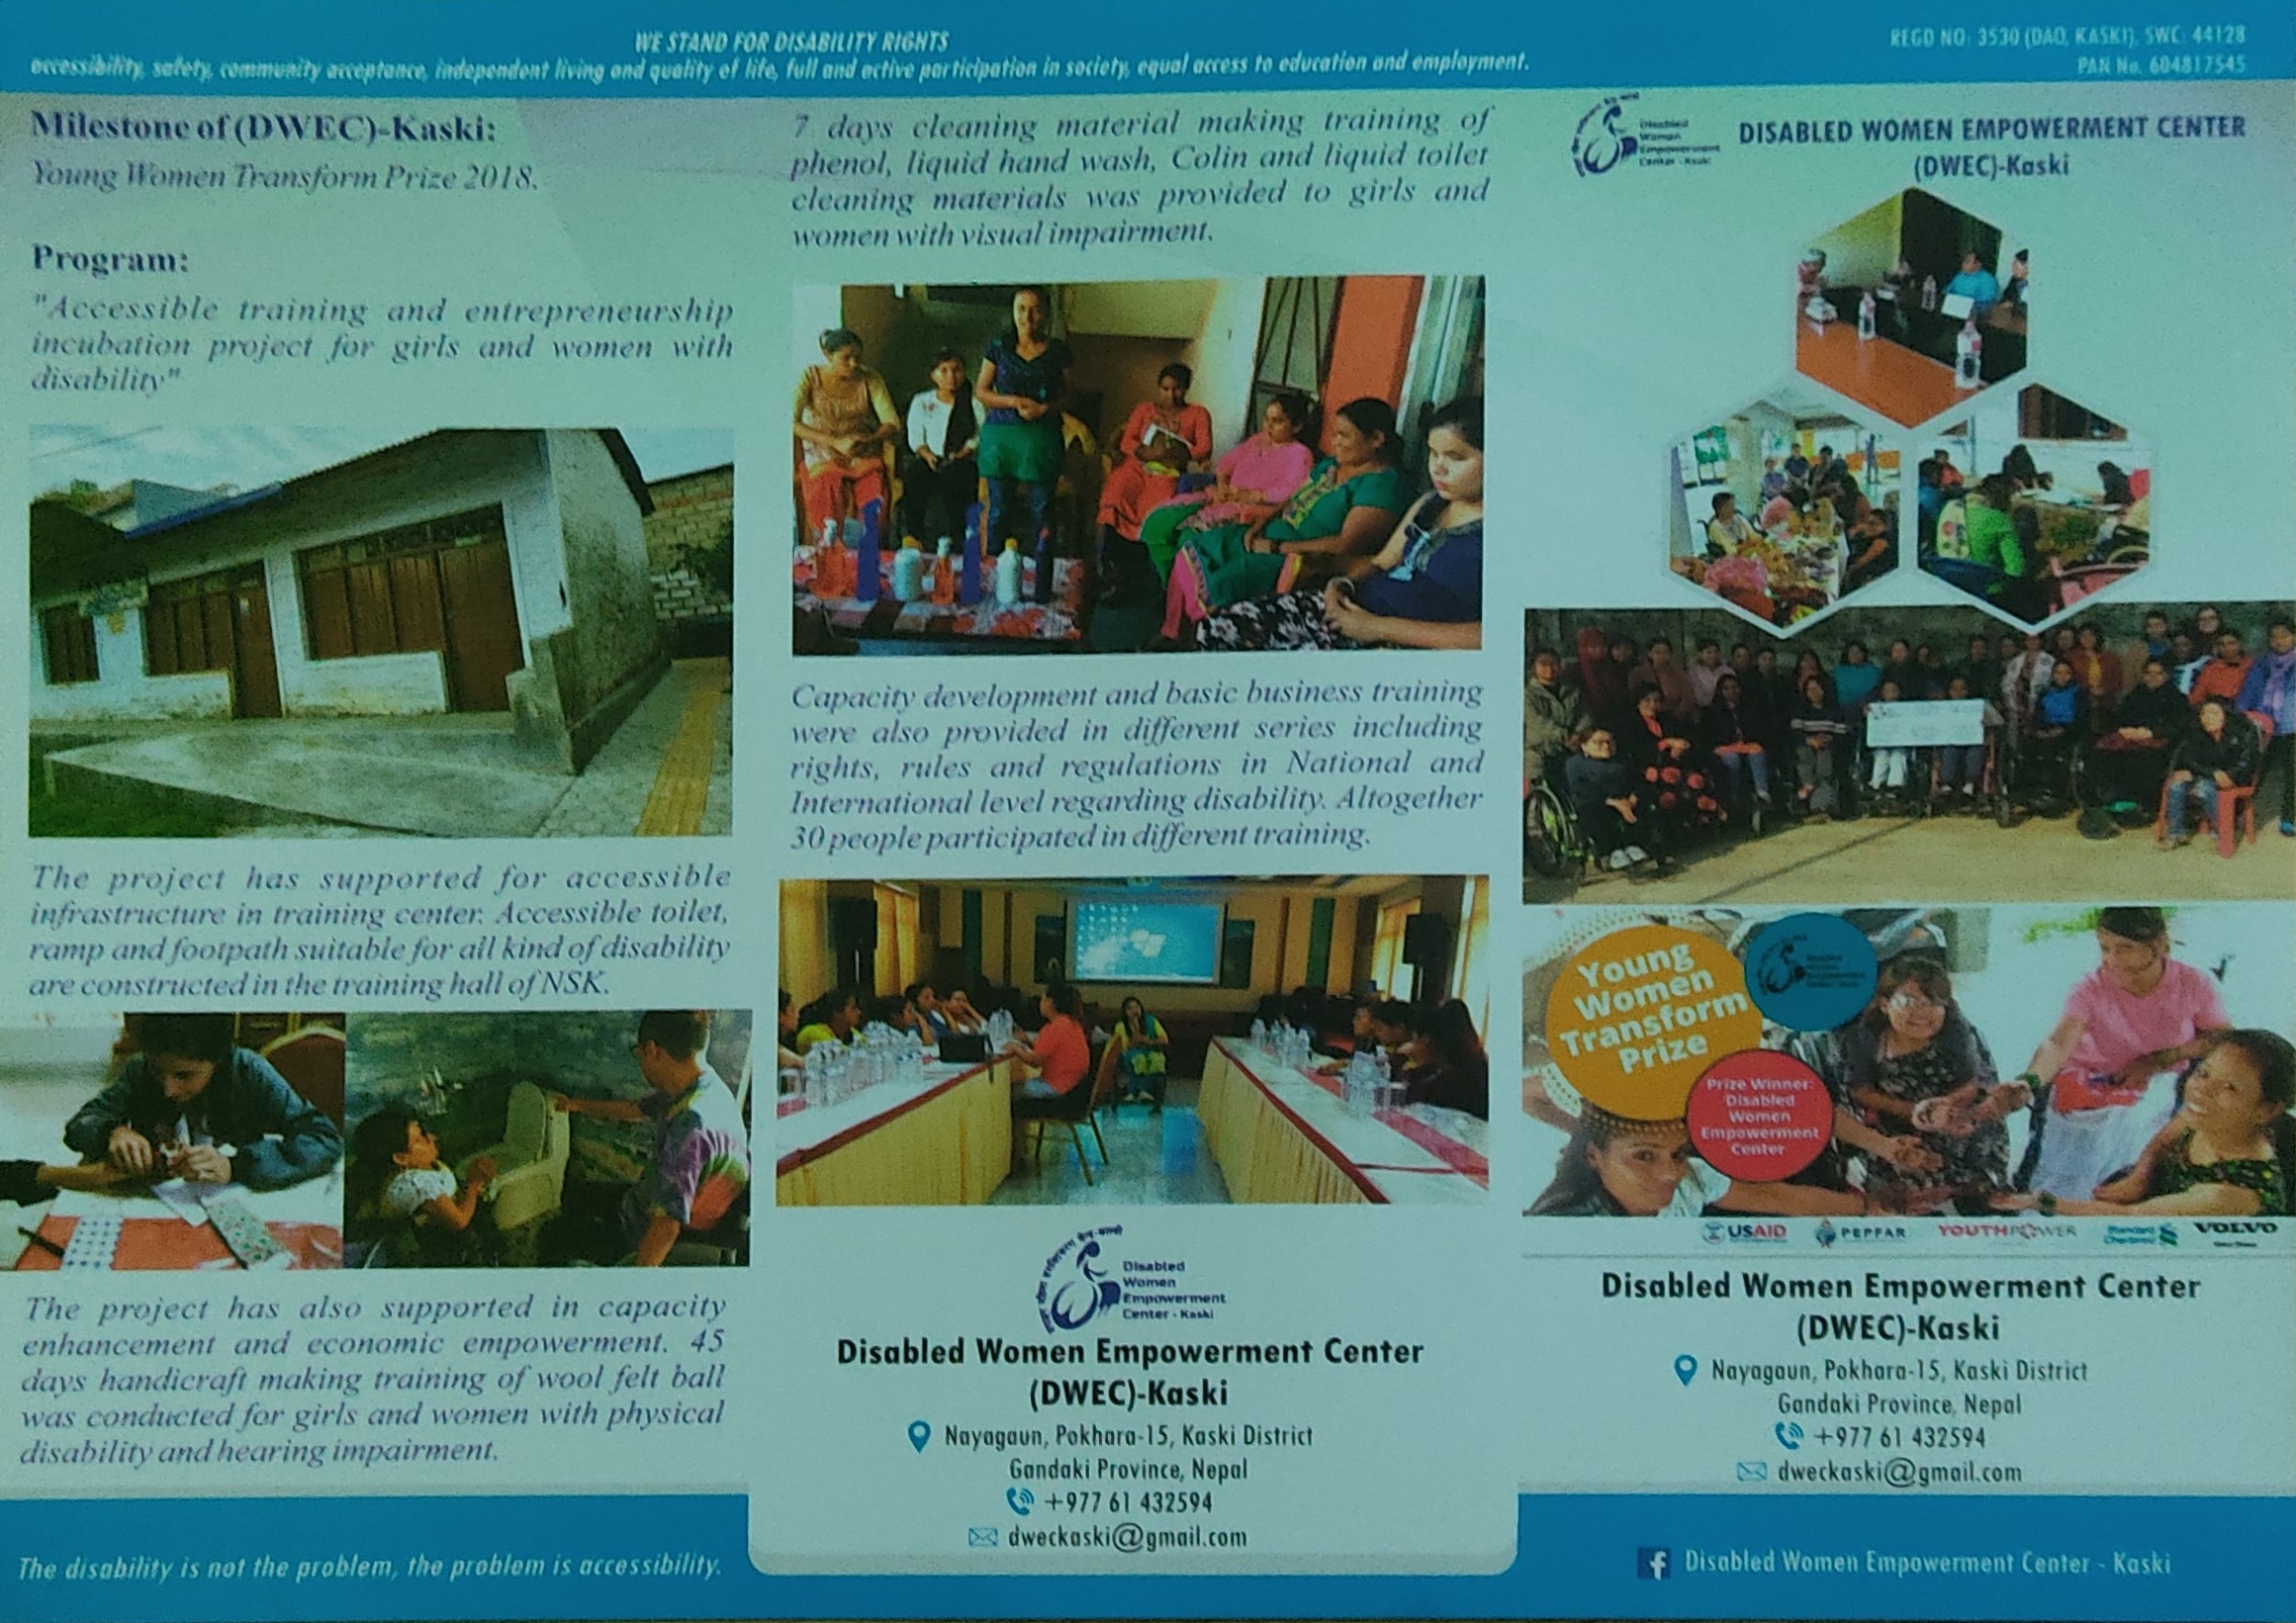 WE STAND FOR DISABILITY RIGHTS
accessibility, safety, community acceptance, independent living and quality of life, full and active participation in society, equal access to education and employment.
REGD NO: 3530 (DAO, KASKI), SWC: 44128
PAN No. 604817545
Milestone of (DWEC)-Kaski:
Young Women Transform Prize 2018.
Program:
"Accessible training and entrepreneurship
incubation project for girls and women with
disability"
The project has supported for accessible
infrastructure in training center. Accessible toilet,
ramp and footpath suitable for all kind of disability
are constructed in the training hall of NSK.
The project has also supported in capacity
enhancement and economic empowerment. 45
days handicraft making training of wool felt ball
was conducted for girls and women with physical
disability and hearing impairment.
The disability is not the problem, the problem is accessibility.
7 days cleaning material making training of
phenol, liquid hand wash, Colin and liquid toilet
cleaning materials was provided to girls and
women with visual impairment.
Capacity development and basic business training
were also provided in different series including
rights, rules and regulations in National and
International level regarding disability. Altogether
30 people participated in different training.
Disabled
Women
Empowerment
Center - Kaski
Disabled Women Empowerment Center
(DWEC)-Kaski
Nayagaun, Pokhara-15, Kaski District
Gandaki Province, Nepal
+977 61 432594
dweckaski@gmail.com
Disabled
Women
Empowerment
Center - Kaski
DISABLED WOMEN EMPOWERMENT CENTER
(DWEC)-Kaski
Young
Women
Transform
Prize
Prize Winner:
Disabled
Women
Empowerment
Center
USAID
PEPFAR
YOUTHPOWER
Standard
Chartered
VOLVO
Disabled Women Empowerment Center
(DWEC)-Kaski
Nayagaun, Pokhara-15, Kaski District
Gandaki Province, Nepal
+977 61 432594
dweckaski@gmail.com
Disabled Women Empowerment Center - Kaski